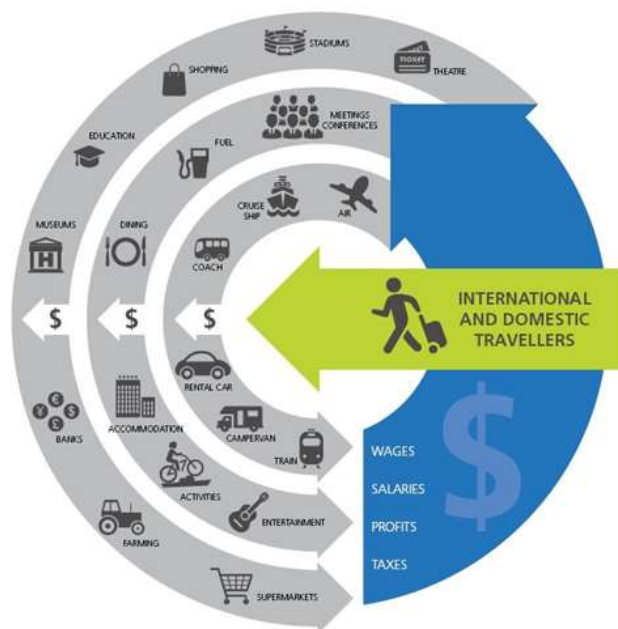 STADIUMS
SHOPPING
TICKET
THEATRE
EDUCATION
FUEL
MEETINGS
CONFERENCES
MUSEUMS
H
DINING
CRUISE
SHIP
AIR
COACH
$
$
$
INTERNATIONAL
AND DOMESTIC
TRAVELLERS
RENTAL CAR
¥ € $
£
BANKS
ACCOMMODATION
CAMPERVAN
TRAIN
ACTIVITIES
ENTERTAINMENT
FARMING
SUPERMARKETS
$
WAGES
SALARIES
PROFITS
TAXES